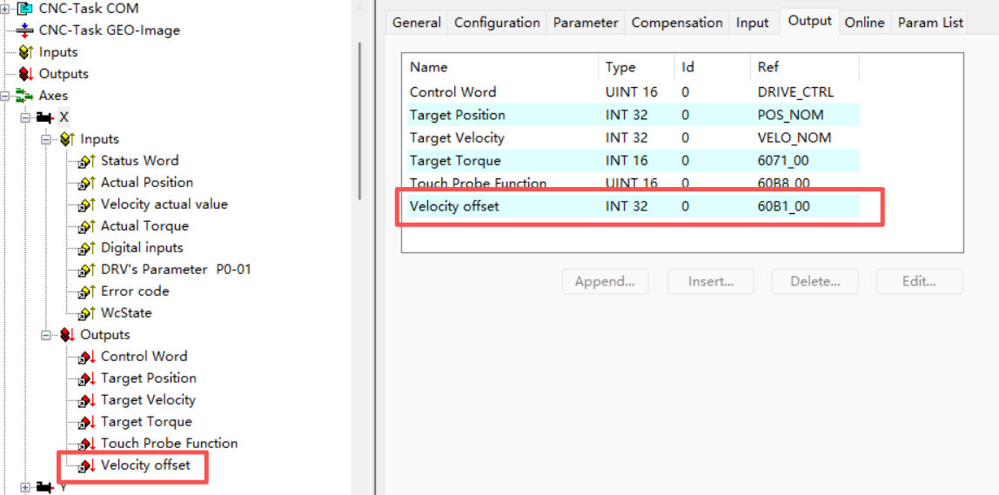 CNC-Task COM
CNC-Task GEO-Image
Inputs
Outputs
Axes
X
Inputs
Status Word
Actual Position
Velocity actual value
Actual Torque
Digital inputs
DRV's Parameter P0-01
Error code
WcState
Outputs
Control Word
Target Position
Target Velocity
Target Torque
Touch Probe Function
Velocity offset
Y
General Configuration Parameter Compensation Input Output Online Param List
Name Type Id Ref
Control Word UINT 16 0 DRIVE_CTRL
Target Position INT 32 0 POS_NOM
Target Velocity INT 32 0 VELO_NOM
Target Torque INT 16 0 6071_00
Touch Probe Function UINT 16 0 60B8_00
Velocity offset INT 32 0 60B1_00
Append... Insert... Delete... Edit...